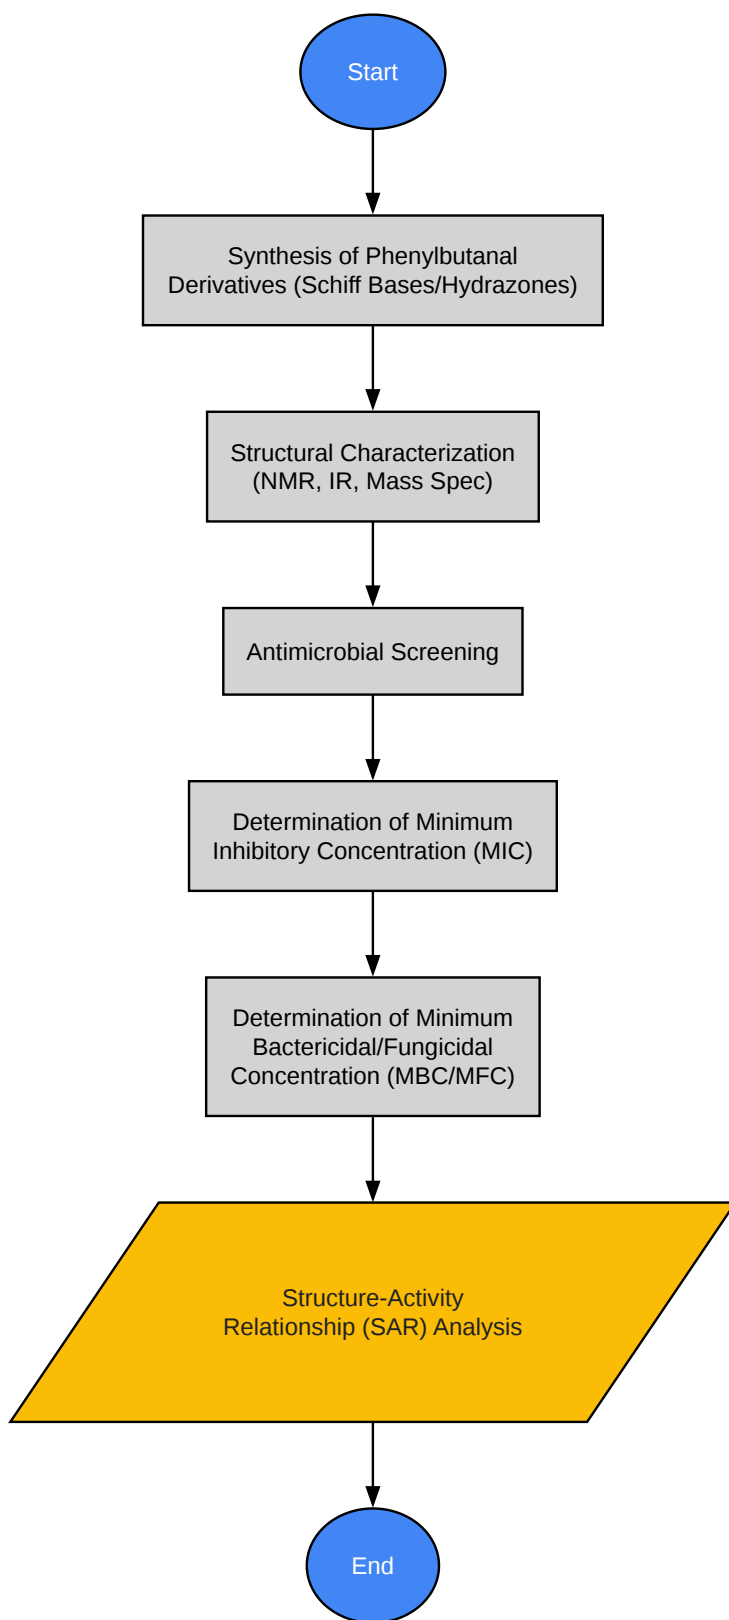 Start
Synthesis of Phenylbutanal
Derivatives (Schiff Bases/Hydrazones)
Structural Characterization
(NMR, IR, Mass Spec)
Antimicrobial Screening
Determination of Minimum
Inhibitory Concentration (MIC)
Determination of Minimum
Bactericidal/Fungicidal
Concentration (MBC/MFC)
Structure-Activity
Relationship (SAR) Analysis
End